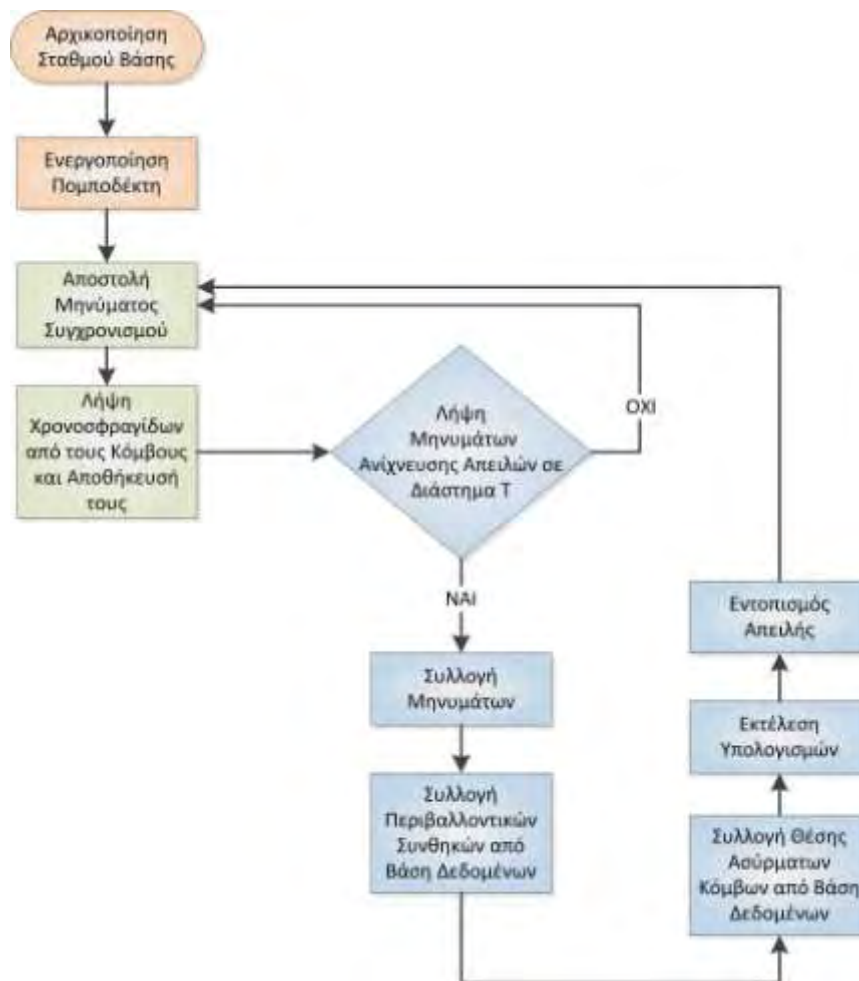 Αρχικοποίηση
Σταθμού Βάσης
Ενεργοποίηση
Πομποδέκτη
Αποστολή
Μηνύματος
Συγχρονισμού
Λήψη
Χρονοσφραγίδων
από τους Κόμβους
και Αποθήκευσή
τους
Λήψη
Μηνυμάτων
Ανίχνευσης Απειλών σε
Διάστημα Τ
ΟΧΙ
ΝΑΙ
Συλλογή
Μηνυμάτων
Συλλογή
Περιβαλλοντικών
Συνθηκών από
Βάση Δεδομένων
Συλλογή Θέσης
Ασύρματων
Κόμβων από Βάση
Δεδομένων
Εκτέλεση
Υπολογισμών
Εντοπισμός
Απειλής